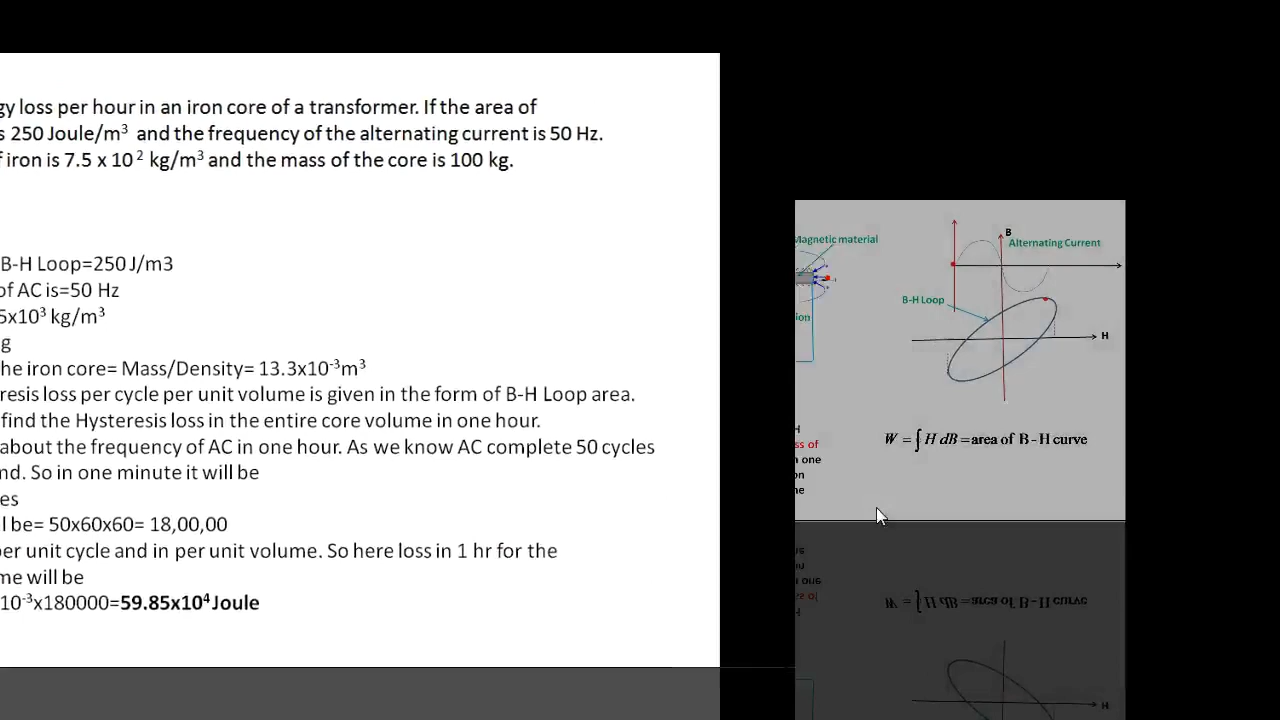 gy loss per hour in an iron core of a transformer. If the area of
s 250 Joule/m³ and the frequency of the alternating current is 50 Hz.
f iron is 7.5 x 10² kg/m³ and the mass of the core is 100 kg.
B-H Loop=250 J/m3
of AC is=50 Hz
5x10³ kg/m³
g
he iron core= Mass/Density= 13.3x10⁻³m³
resis loss per cycle per unit volume is given in the form of B-H Loop area.
find the Hysteresis loss in the entire core volume in one hour.
about the frequency of AC in one hour. As we know AC complete 50 cycles
nd. So in one minute it will be
es
ll be= 50x60x60= 18,00,00
per unit cycle and in per unit volume. So here loss in 1 hr for the
me will be
10⁻³x180000=59.85x10⁴ Joule
Magnetic material
B
Alternating Current
B-H Loop
ion
H
H
ss of
n one
on
he
W = ∫ H dB = area of B - H curve